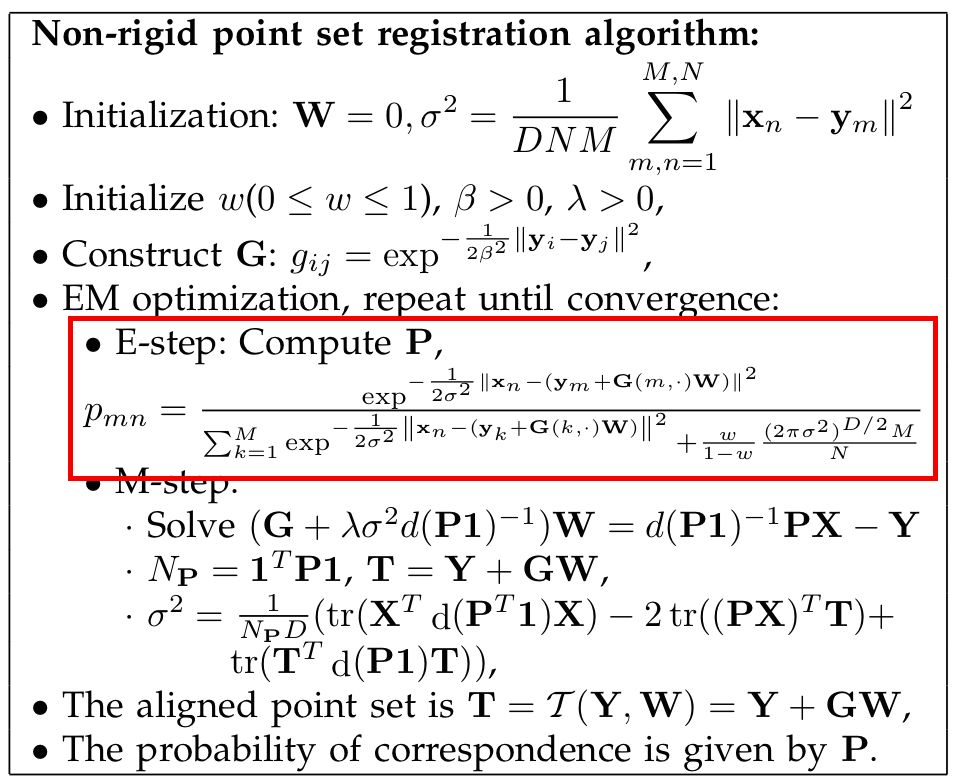 Non-rigid point set registration algorithm:
• Initialization: $\mathbf{W} = 0, \sigma^2 = \frac{1}{DNM} \sum_{m,n=1}^{M,N} \|\mathbf{x}_n - \mathbf{y}_m\|^2$
• Initialize $w(0 \leq w \leq 1)$, $\beta > 0$, $\lambda > 0$,
• Construct $\mathbf{G}$: $g_{ij} = \exp^{-\frac{1}{2\beta^2}\|\mathbf{y}_i - \mathbf{y}_j\|^2}$,
• EM optimization, repeat until convergence:
• E-step: Compute $\mathbf{P}$,
$p_{mn} = \frac{\exp^{-\frac{1}{2\sigma^2}\|\mathbf{x}_n - (\mathbf{y}_m + \mathbf{G}(m,\cdot)\mathbf{W})\|^2}}{\sum_{k=1}^{M} \exp^{-\frac{1}{2\sigma^2}\|\mathbf{x}_n - (\mathbf{y}_k + \mathbf{G}(k,\cdot)\mathbf{W})\|^2} + \frac{w}{1-w}\frac{(2\pi\sigma^2)^{D/2}M}{N}}$
• M-step:
· Solve $(\mathbf{G} + \lambda\sigma^2 d(\mathbf{P1})^{-1})\mathbf{W} = d(\mathbf{P1})^{-1}\mathbf{PX} - \mathbf{Y}$
· $N_{\mathbf{P}} = \mathbf{1}^T\mathbf{P1}$, $\mathbf{T} = \mathbf{Y} + \mathbf{GW}$,
· $\sigma^2 = \frac{1}{N_{\mathbf{P}}D}(\mathrm{tr}(\mathbf{X}^T \mathrm{d}(\mathbf{P}^T\mathbf{1})\mathbf{X}) - 2\,\mathrm{tr}((\mathbf{PX})^T\mathbf{T}) +$
$\mathrm{tr}(\mathbf{T}^T \mathrm{d}(\mathbf{P1})\mathbf{T}))$,
• The aligned point set is $\mathbf{T} = \mathcal{T}(\mathbf{Y}, \mathbf{W}) = \mathbf{Y} + \mathbf{GW}$,
• The probability of correspondence is given by $\mathbf{P}$.